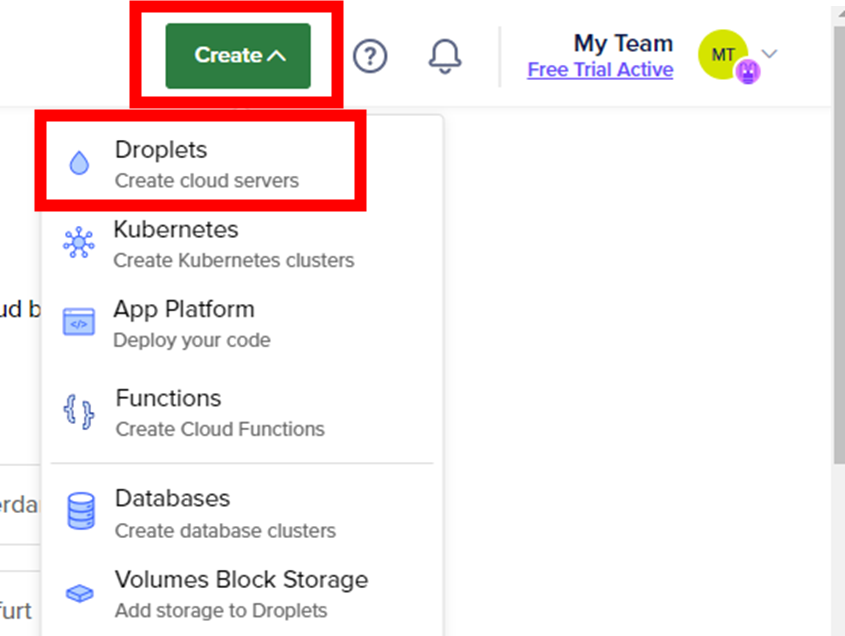 Create
My Team
Free Trial Active
MT
Droplets
Create cloud servers
Kubernetes
Create Kubernetes clusters
ud b
App Platform
</>
Deploy your code
Functions
Create Cloud Functions
Databases
erda
Create database clusters
Volumes Block Storage
furt
Add storage to Droplets